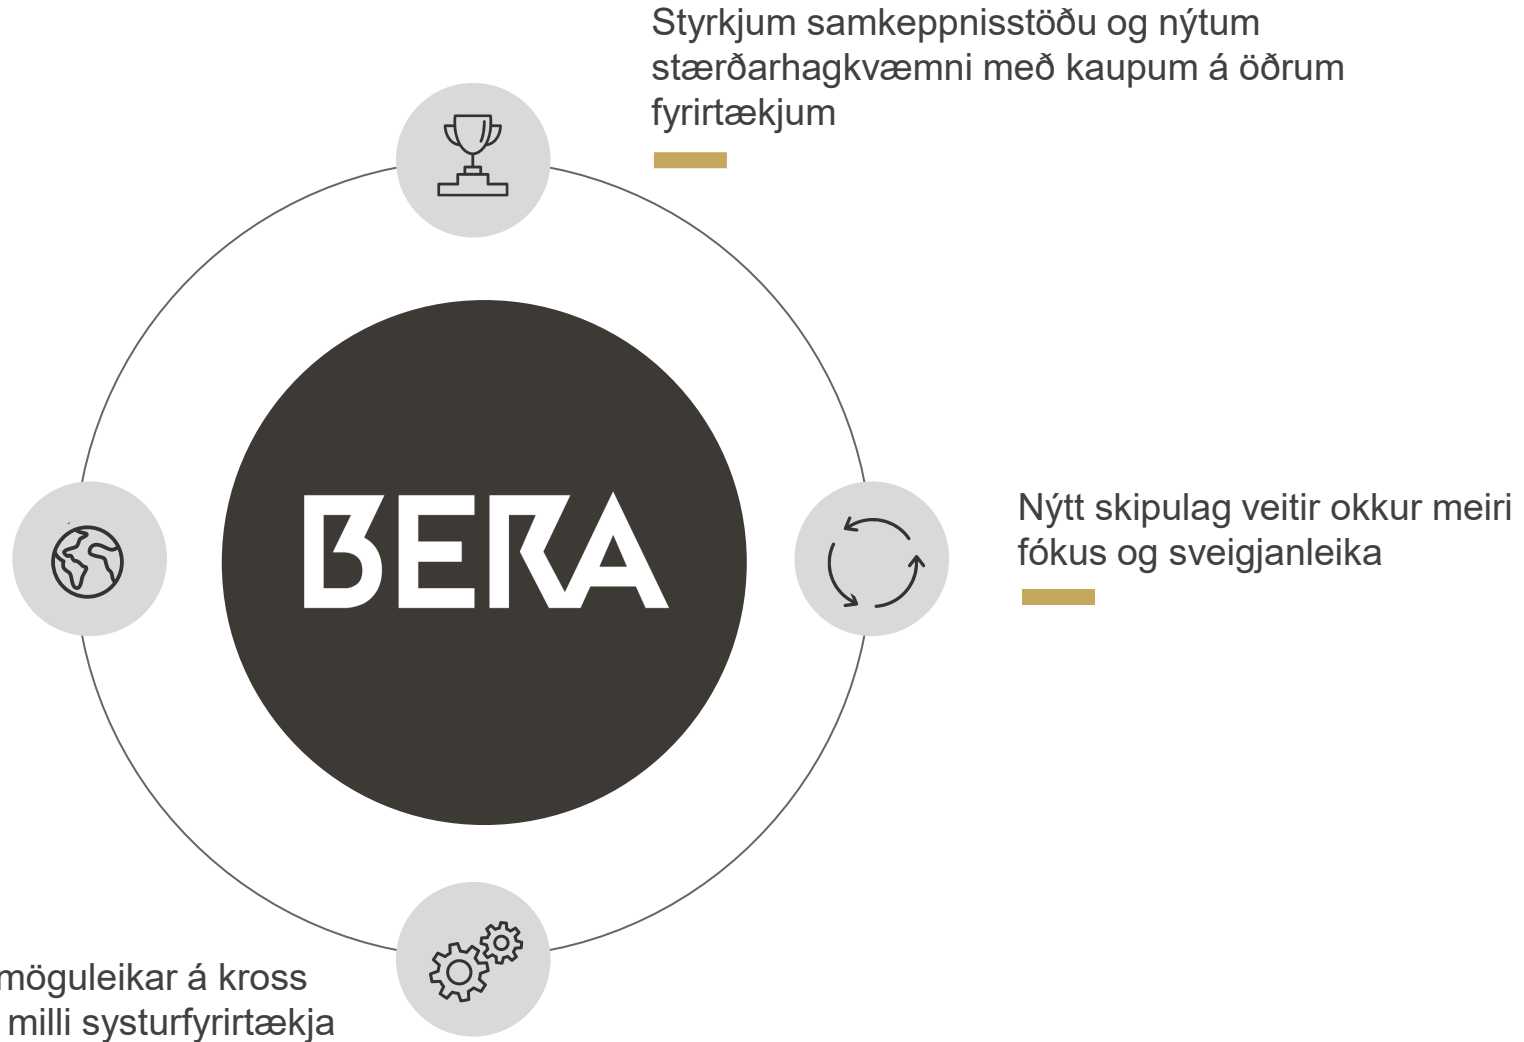 Styrkjum samkeppnisstöðu og nýtum
stærðarhagkvæmni með kaupum á öðrum
fyrirtækjum
BERA
Nýtt skipulag veitir okkur meiri
fókus og sveigjanleika
möguleikar á kross
milli systurfyrirtækja